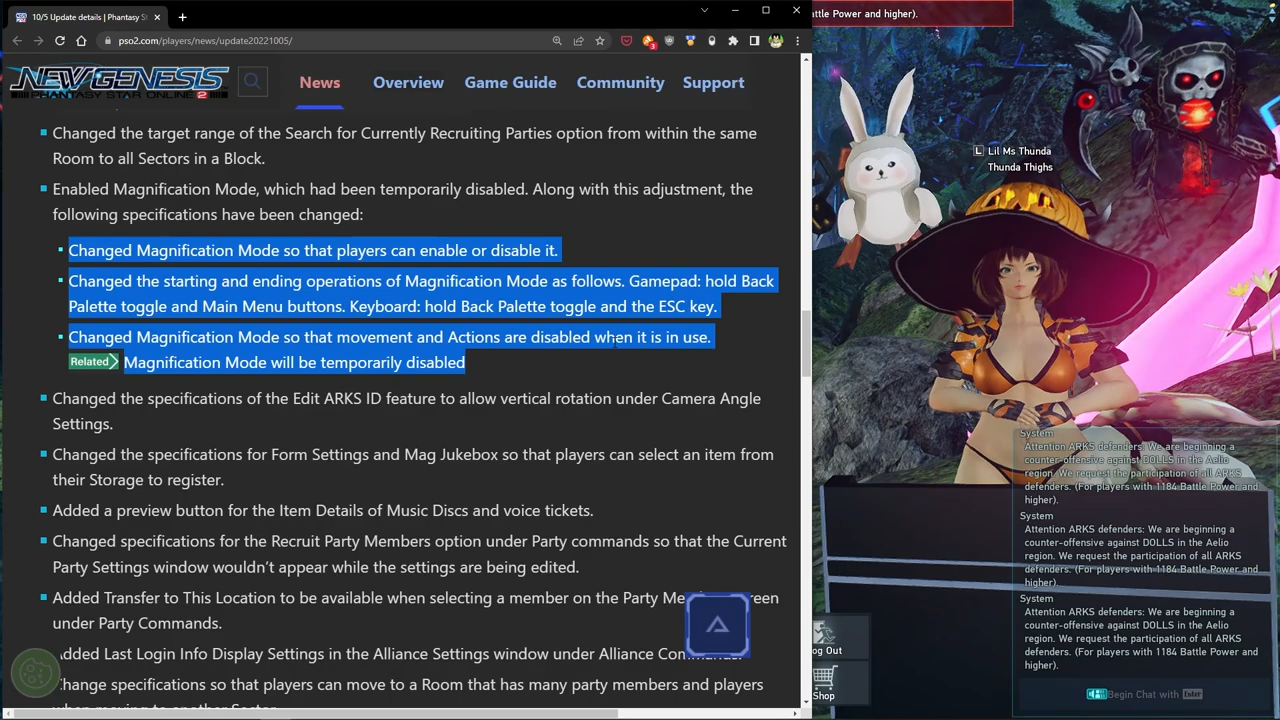 10/5 Update details | Phantasy St
pso2.com/players/news/update20221005/
NEW GENESIS
PHANTASY STAR ONLINE 2
News
Overview
Game Guide
Community
Support
Changed the target range of the Search for Currently Recruiting Parties option from within the same
Room to all Sectors in a Block.
Enabled Magnification Mode, which had been temporarily disabled. Along with this adjustment, the
following specifications have been changed:
Changed Magnification Mode so that players can enable or disable it.
Changed the starting and ending operations of Magnification Mode as follows. Gamepad: hold Back
Palette toggle and Main Menu buttons. Keyboard: hold Back Palette toggle and the ESC key.
Changed Magnification Mode so that movement and Actions are disabled when it is in use.
Related Magnification Mode will be temporarily disabled
Changed the specifications of the Edit ARKS ID feature to allow vertical rotation under Camera Angle
Settings.
Changed the specifications for Form Settings and Mag Jukebox so that players can select an item from
their Storage to register.
Added a preview button for the Item Details of Music Discs and voice tickets.
Changed specifications for the Recruit Party Members option under Party commands so that the Current
Party Settings window wouldn't appear while the settings are being edited.
Added Transfer to This Location to be available when selecting a member on the Party Me een
under Party Commands.
dded Last Login Info Display Settings in the Alliance Settings window under Alliance Com
hange specifications so that players can move to a Room that has many party members and players
when moving to another Sector.
attle Power and higher).
L Lil Ms Thunda
Thunda Thighs
System
Attention ARKS defenders: We are beginning a
counter-offensive against DOLLS in the Aelio
region. We request the participation of all ARKS
defenders. (For players with 1184 Battle Power and
higher).
System
Attention ARKS defenders: We are beginning a
counter-offensive against DOLLS in the Aelio
region. We request the participation of all ARKS
defenders. (For players with 1184 Battle Power and
higher).
System
Attention ARKS defenders: We are beginning a
counter-offensive against DOLLS in the Aelio
region. We request the participation of all ARKS
defenders. (For players with 1184 Battle Power and
higher).
og Out
Shop
Begin Chat with Enter